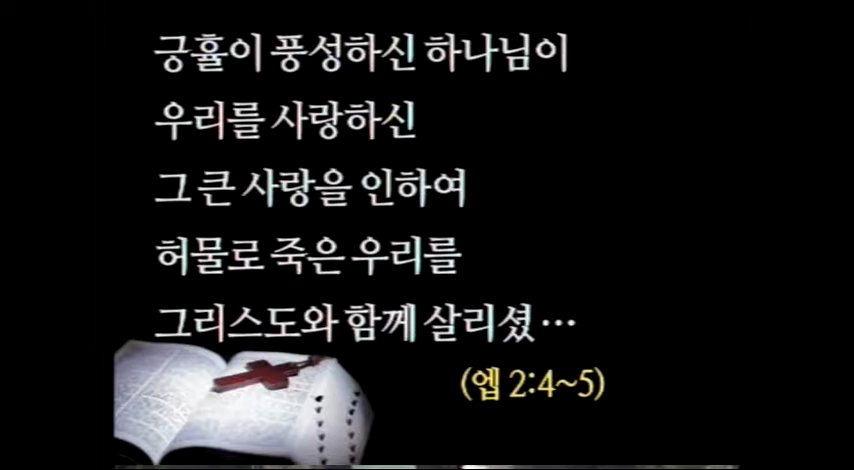 긍휼이 풍성하신 하나님이
우리를 사랑하신
그 큰 사랑을 인하여
허물로 죽은 우리를
그리스도와 함께 살리셨…
(엡 2:4~5)